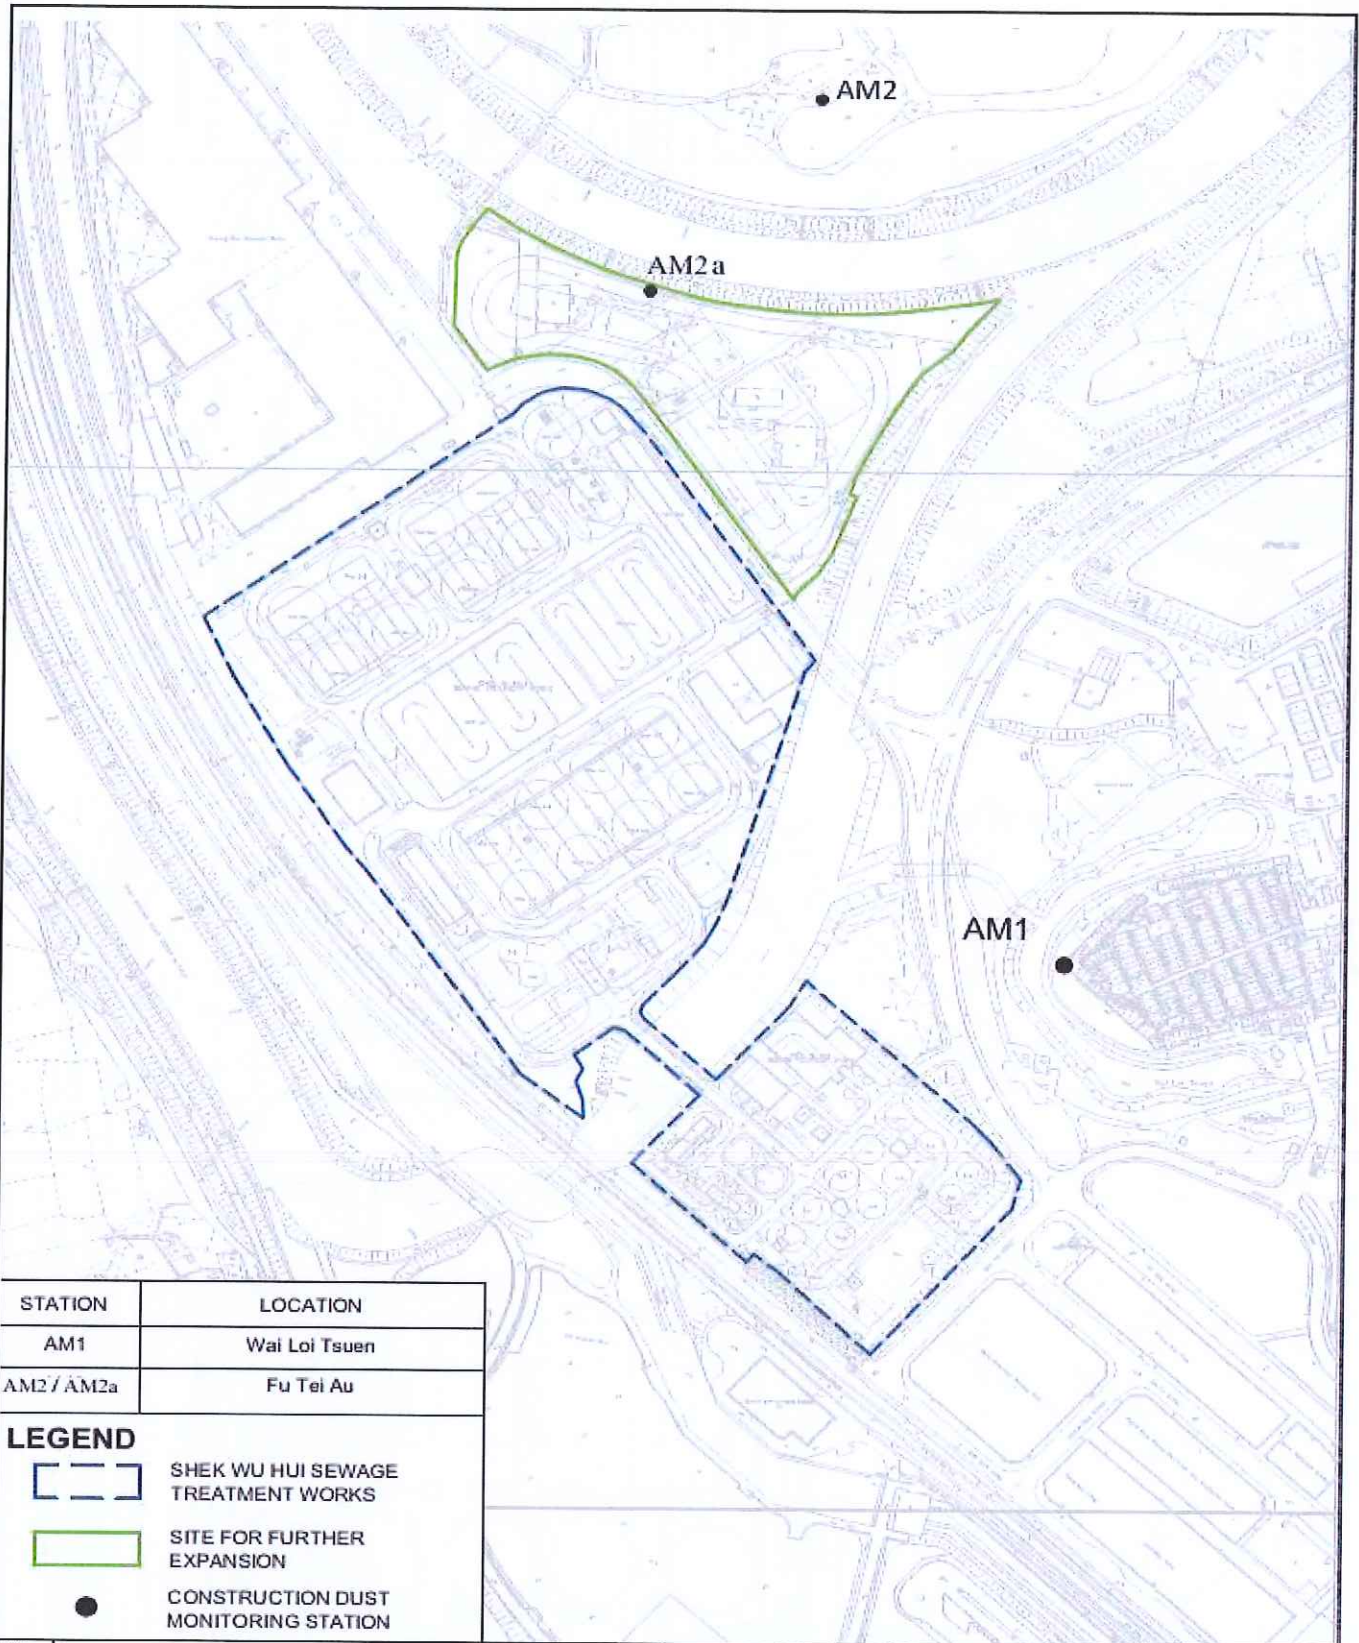 AM2
AM2a
AM1
STATION LOCATION
AM1 Wai Loi Tsuen
AM2 / AM2a Fu Tei Au
LEGEND
SHEK WU HUI SEWAGE
TREATMENT WORKS
SITE FOR FURTHER
EXPANSION
CONSTRUCTION DUST
MONITORING STATION